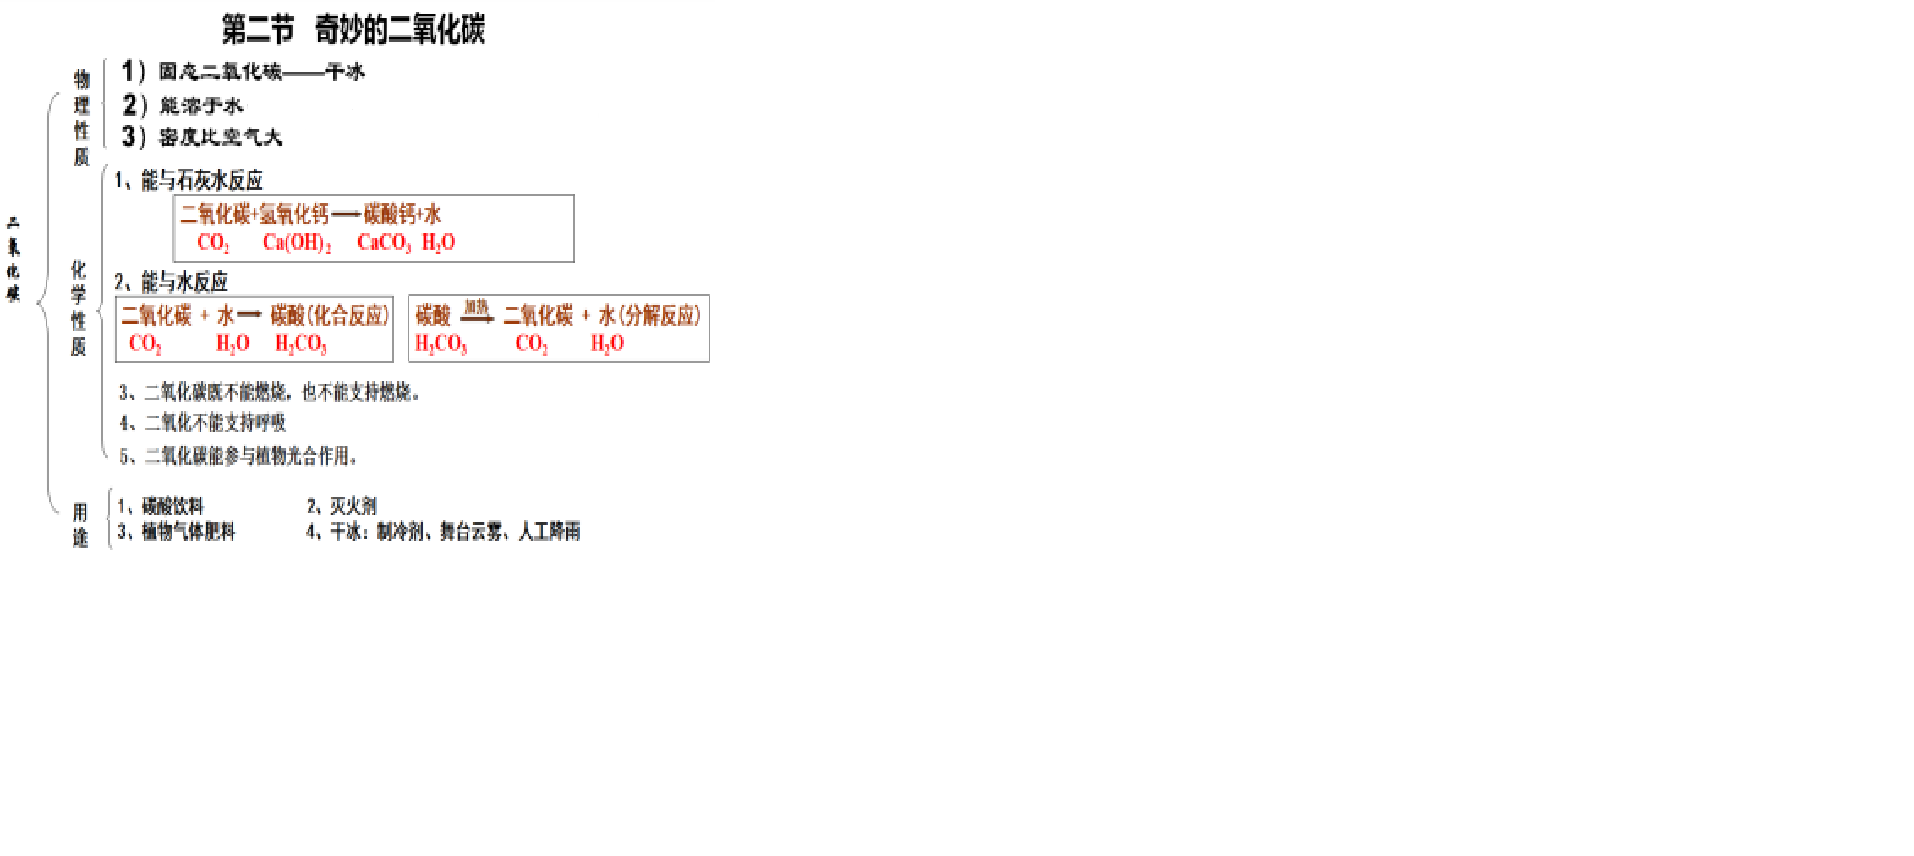 第二节 奇妙的二氧化碳
二氧化碳
物理性质
1）固态二氧化碳——干冰
2）能溶于水
3）密度比空气大
化学性质
1、能与石灰水反应
二氧化碳+氢氧化钙→碳酸钙+水
CO₂ Ca(OH)₂ CaCO₃ H₂O
2、能与水反应
二氧化碳 + 水→ 碳酸(化合反应)
CO₂ H₂O H₂CO₃
碳酸 加热→ 二氧化碳 + 水(分解反应)
H₂CO₃ CO₂ H₂O
3、二氧化碳既不能燃烧，也不能支持燃烧。
4、二氧化不能支持呼吸
5、二氧化碳能参与植物光合作用。
用途
1、碳酸饮料 2、灭火剂
3、植物气体肥料 4、干冰：制冷剂、舞台云雾、人工降雨